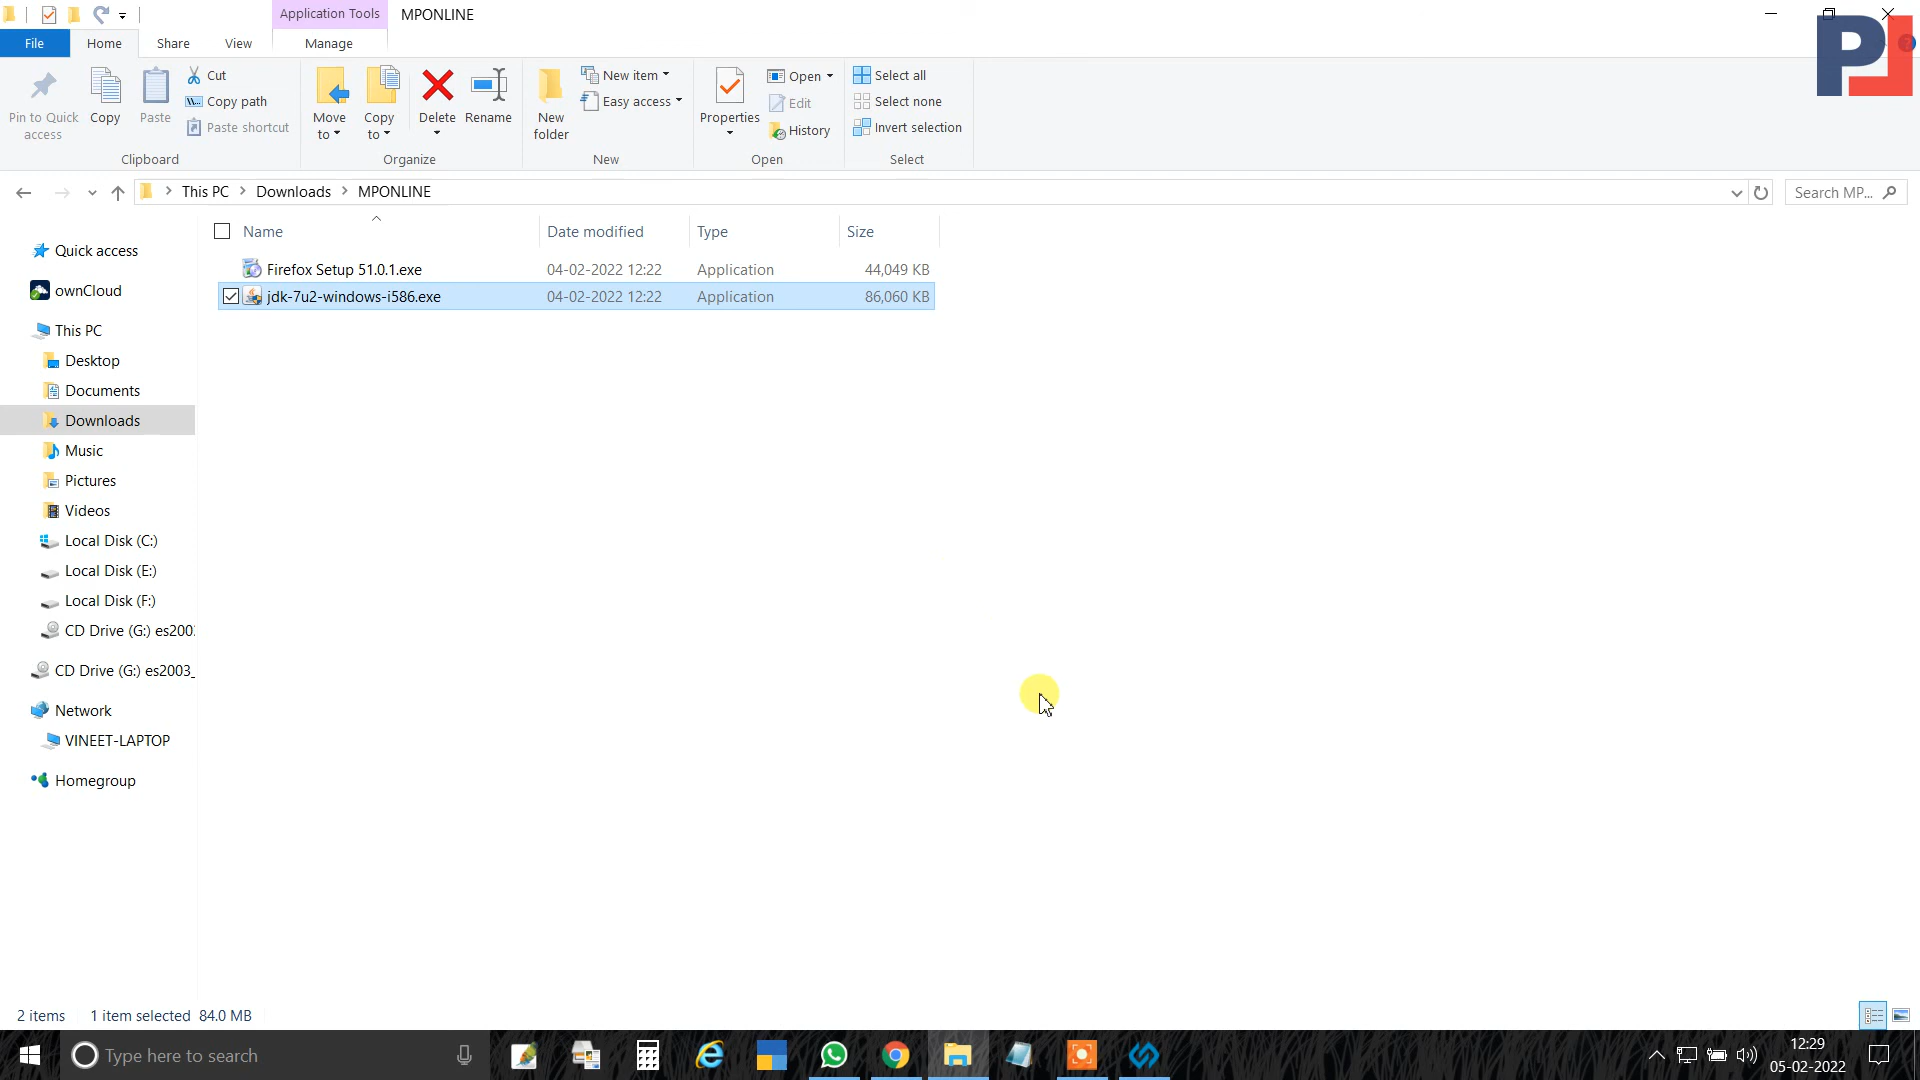 Application Tools MPONLINE
File Home Share View Manage
Pin to Quick access
Copy
Paste
Cut
Copy path
Paste shortcut
Clipboard
Move to
Copy to
Delete
Rename
Organize
New folder
New item
Easy access
New
Properties
Open
Edit
History
Open
Select all
Select none
Invert selection
Select
This PC > Downloads > MPONLINE
Search MP...
Name Date modified Type Size
Firefox Setup 51.0.1.exe 04-02-2022 12:22 Application 44,049 KB
jdk-7u2-windows-i586.exe 04-02-2022 12:22 Application 86,060 KB
Quick access
ownCloud
This PC
Desktop
Documents
Downloads
Music
Pictures
Videos
Local Disk (C:)
Local Disk (E:)
Local Disk (F:)
CD Drive (G:) es200
CD Drive (G:) es2003_
Network
VINEET-LAPTOP
Homegroup
2 items 1 item selected 84.0 MB
Type here to search
12:29
05-02-2022